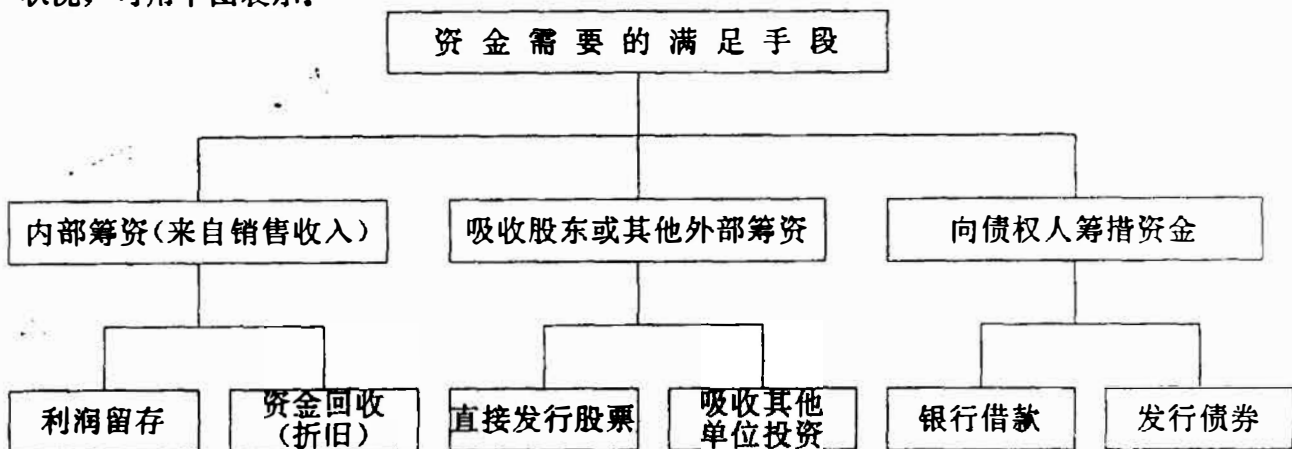 资金需要的满足手段
内部筹资(来自销售收入)
吸收股东或其他外部筹资
向债权人筹措资金
利润留存
资金回收
(折旧)
直接发行股票
吸收其他
单位投资
银行借款
发行债券